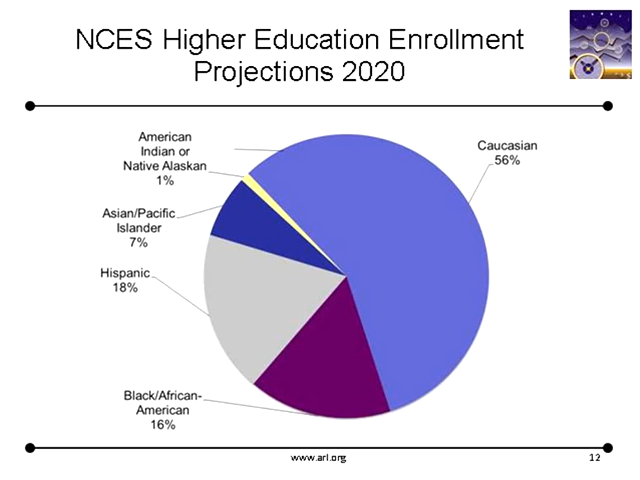 NCES Higher Education Enrollment
Projections 2020
American
Indian or
Native Alaskan
1%
Caucasian
56%
Asian/Pacific
Islander
7%
Hispanic
18%
Black/African-
American
16%
www.arl.org
12